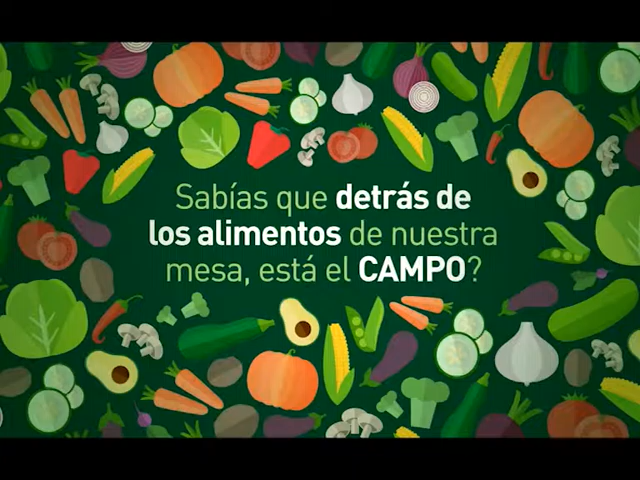 Sabías que detrás de
los alimentos de nuestra
mesa, está el CAMPO?